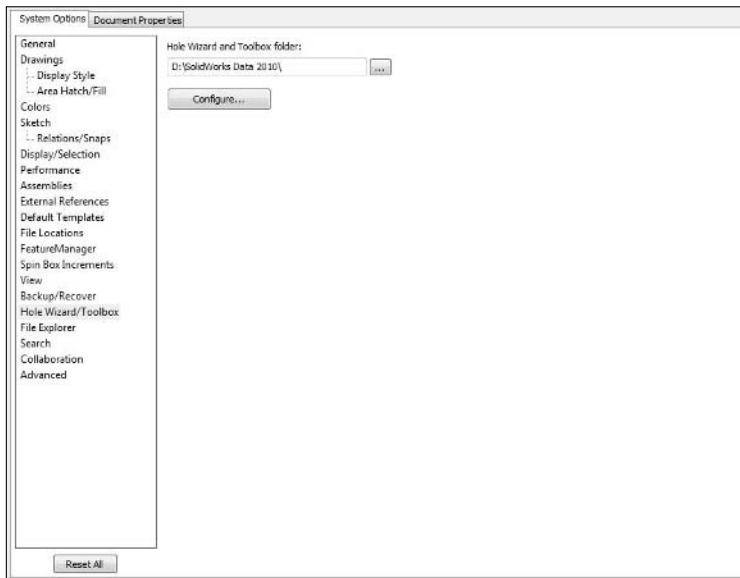 System Options
Document Properties
General
Drawings
Display Style
Area Hatch/Fill
Colors
Sketch
Relations/Snaps
Display/Selection
Performance
Assemblies
External References
Default Templates
File Locations
FeatureManager
Spin Box Increments
View
Backup/Recover
Hole Wizard/Toolbox
File Explorer
Search
Collaboration
Advanced
Reset All
Hole Wizard and Toolbox folder:
D:\SolidWorks Data 2010\
...
Configure...